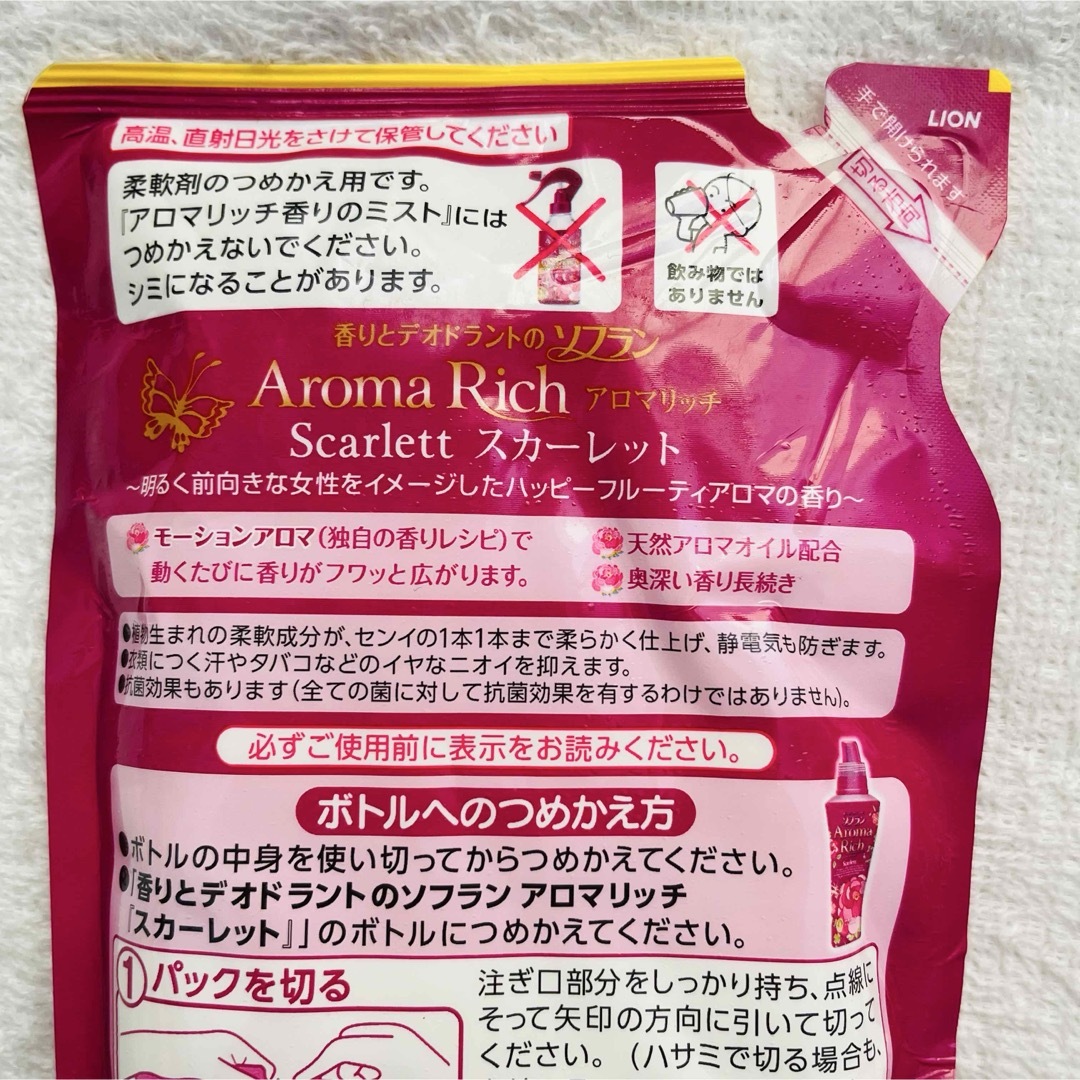 高温、直射日光をさけて保管してください
LION
手で開けられます
切る方向
柔軟剤のつめかえ用です。
『アロマリッチ香りのミスト』には
つめかえないでください。
シミになることがあります。
飲み物では
ありません
香りとデオドラントのソフラン
Aroma Rich アロマリッチ
Scarlett スカーレット
～明るく前向きな女性をイメージしたハッピーフルーティアロマの香り～
モーションアロマ（独自の香りレシピ）で
動くたびに香りがフワッと広がります。
天然アロマオイル配合
奥深い香り長続き
●植物生まれの柔軟成分が、センイの1本1本まで柔らかく仕上げ、静電気も防ぎます。
●衣類につく汗やタバコなどのイヤなニオイを抑えます。
●抗菌効果もあります（全ての菌に対して抗菌効果を有するわけではありません）。
必ずご使用前に表示をお読みください。
ボトルへのつめかえ方
●ボトルの中身を使い切ってからつめかえてください。
●「香りとデオドラントのソフラン アロマリッチ
『スカーレット』」のボトルにつめかえてください。
ソフラン
Aroma
Rich
①パックを切る
注ぎ口部分をしっかり持ち、点線に
そって矢印の方向に引いて切って
ください。（ハサミで切る場合も、